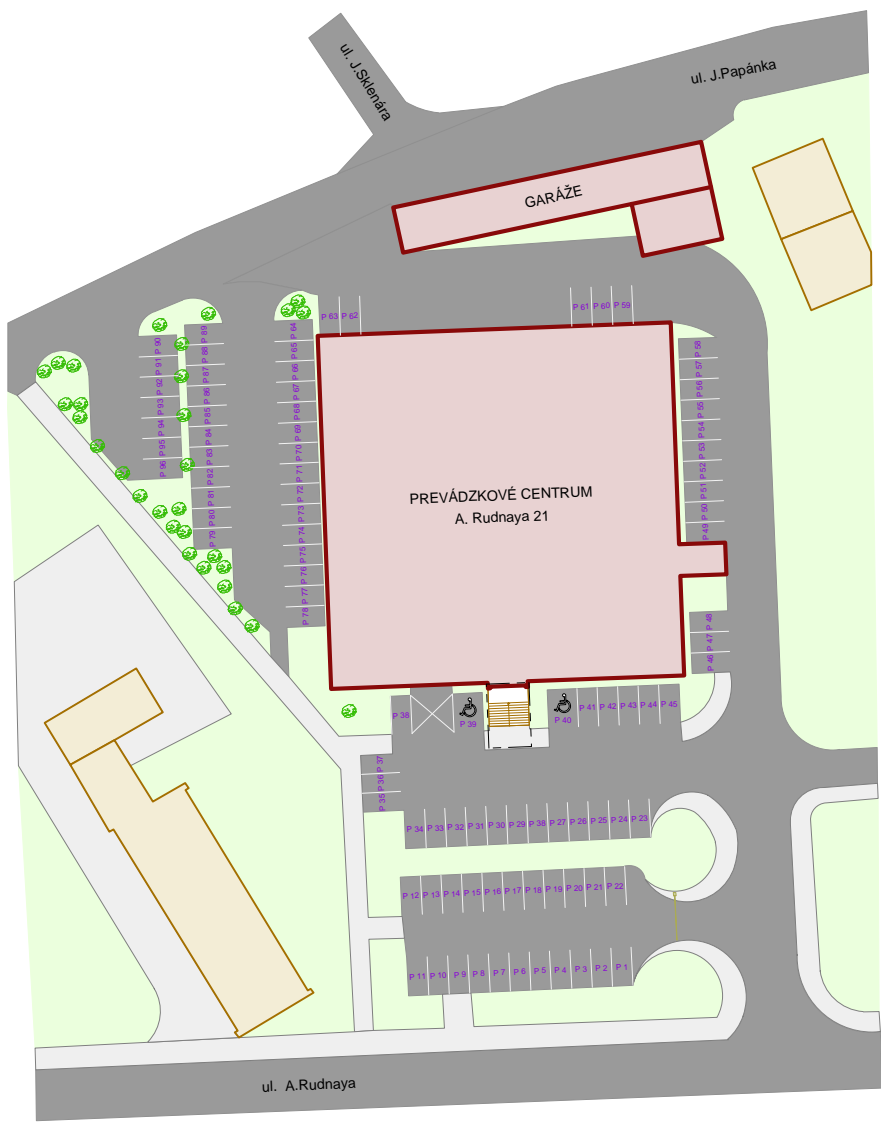 ul. J.Sklenára
ul. J.Papánka
GARÁŽE
P 63 P 62
P 61 P 60 P 59
P 90
P 91
P 92
P 93
P 94
P 95
P 96
P 89
P 88
P 87
P 86
P 85
P 84
P 83
P 82
P 81
P 80
P 79
P 64
P 65
P 66
P 67
P 68
P 69
P 70
P 71
P 72
P 73
P 74
P 75
P 76
P 77
P 78
PREVÁDZKOVÉ CENTRUM
A. Rudnaya 21
P 58
P 57
P 56
P 55
P 54
P 53
P 52
P 51
P 50
P 49
P 48
P 47
P 46
P 38 P 39 P 40 P 41 P 42 P 43 P 44 P 45
P 37
P 36
P 35
P 34 P 33 P 32 P 31 P 30 P 29 P 38 P 27 P 26 P 25 P 24 P 23
P 12 P 13 P 14 P 15 P 16 P 17 P 18 P 19 P 20 P 21 P 22
P 11 P 10 P 9 P 8 P 7 P 6 P 5 P 4 P 3 P 2 P 1
ul. A.Rudnaya